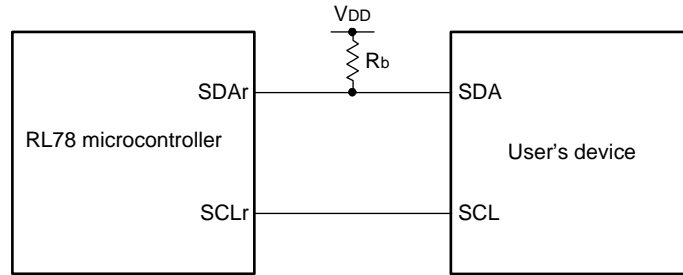 VDD
Rb
SDAr
SDA
RL78 microcontroller
User's device
SCLr
SCL